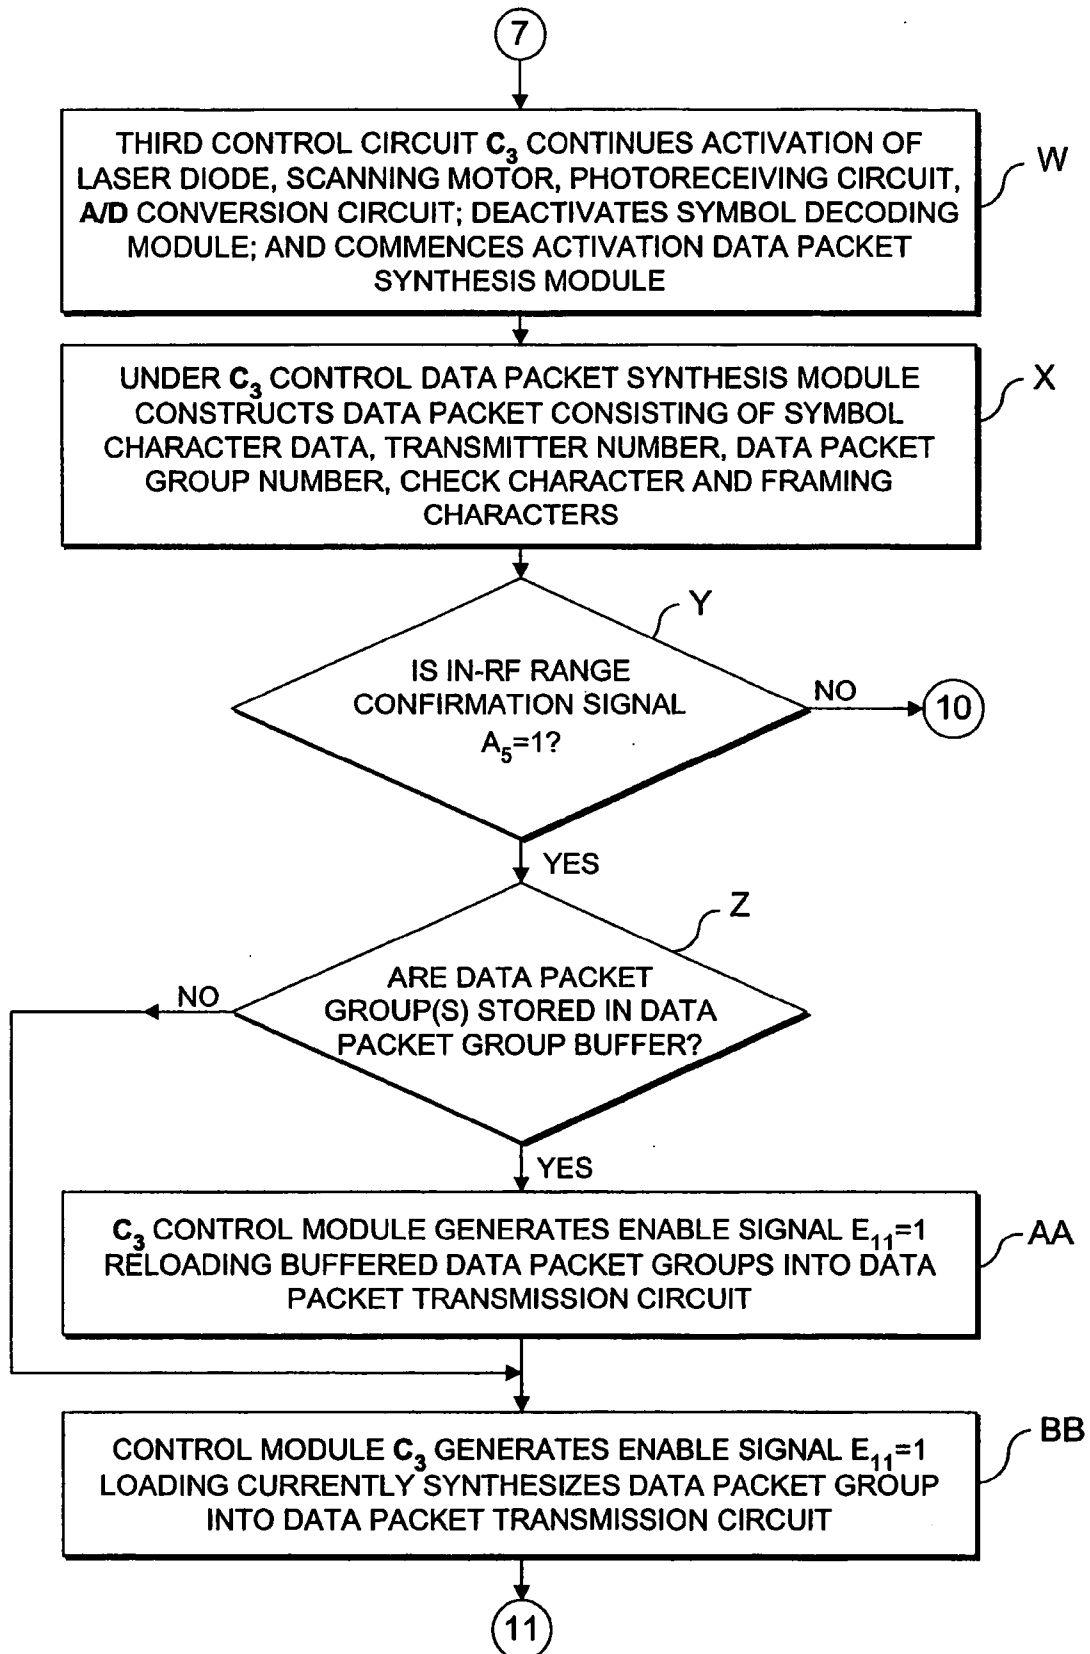 7
THIRD CONTROL CIRCUIT C3 CONTINUES ACTIVATION OF
LASER DIODE, SCANNING MOTOR, PHOTORECEIVING CIRCUIT,
A/D CONVERSION CIRCUIT; DEACTIVATES SYMBOL DECODING
MODULE; AND COMMENCES ACTIVATION DATA PACKET
SYNTHESIS MODULE
W
UNDER C3 CONTROL DATA PACKET SYNTHESIS MODULE
CONSTRUCTS DATA PACKET CONSISTING OF SYMBOL
CHARACTER DATA, TRANSMITTER NUMBER, DATA PACKET
GROUP NUMBER, CHECK CHARACTER AND FRAMING
CHARACTERS
X
Y
IS IN-RF RANGE
CONFIRMATION SIGNAL
A5=1?
NO
10
YES
Z
ARE DATA PACKET
GROUP(S) STORED IN DATA
PACKET GROUP BUFFER?
NO
YES
C3 CONTROL MODULE GENERATES ENABLE SIGNAL E11=1
RELOADING BUFFERED DATA PACKET GROUPS INTO DATA
PACKET TRANSMISSION CIRCUIT
AA
CONTROL MODULE C3 GENERATES ENABLE SIGNAL E11=1
LOADING CURRENTLY SYNTHESIZES DATA PACKET GROUP
INTO DATA PACKET TRANSMISSION CIRCUIT
BB
11